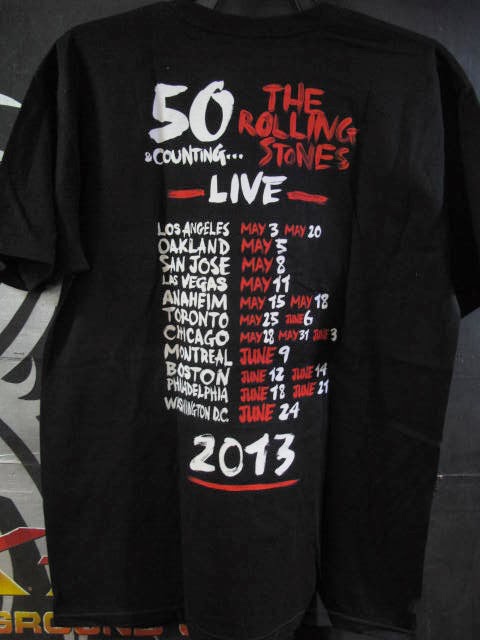 50 THE ROLLING STONES
& COUNTING...
LIVE
LOS ANGELES MAY 3 MAY 20
OAKLAND MAY 5
SAN JOSE MAY 8
LAS VEGAS MAY 11
ANAHEIM MAY 15 MAY 18
TORONTO MAY 25 JUNE 6
CHICAGO MAY 28 MAY 31 JUNE 3
MONTREAL JUNE 9
BOSTON JUNE 12 JUNE 14
PHILADELPHIA JUNE 18 JUNE 21
WASHINGTON D.C. JUNE 24
2013